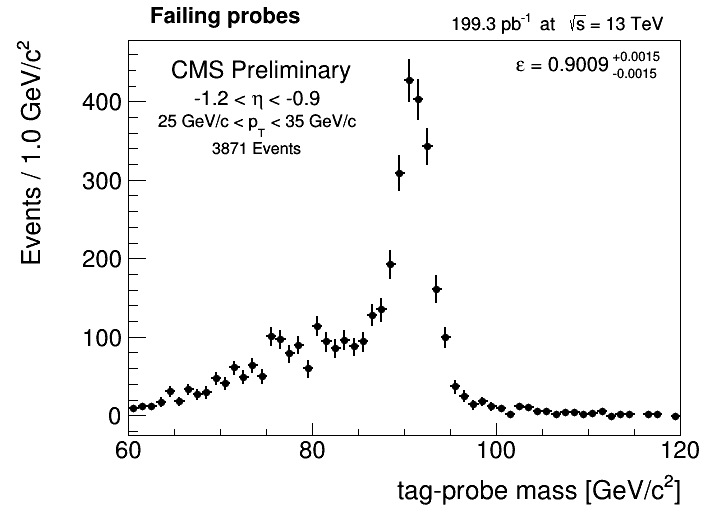 Failing probes
199.3 pb⁻¹ at √s = 13 TeV
CMS Preliminary
-1.2 < η < -0.9
25 GeV/c < p_T < 35 GeV/c
3871 Events
ε = 0.9009 +0.0015 -0.0015
Events / 1.0 GeV/c²
400
300
200
100
0
60 80 100 120
tag-probe mass [GeV/c²]